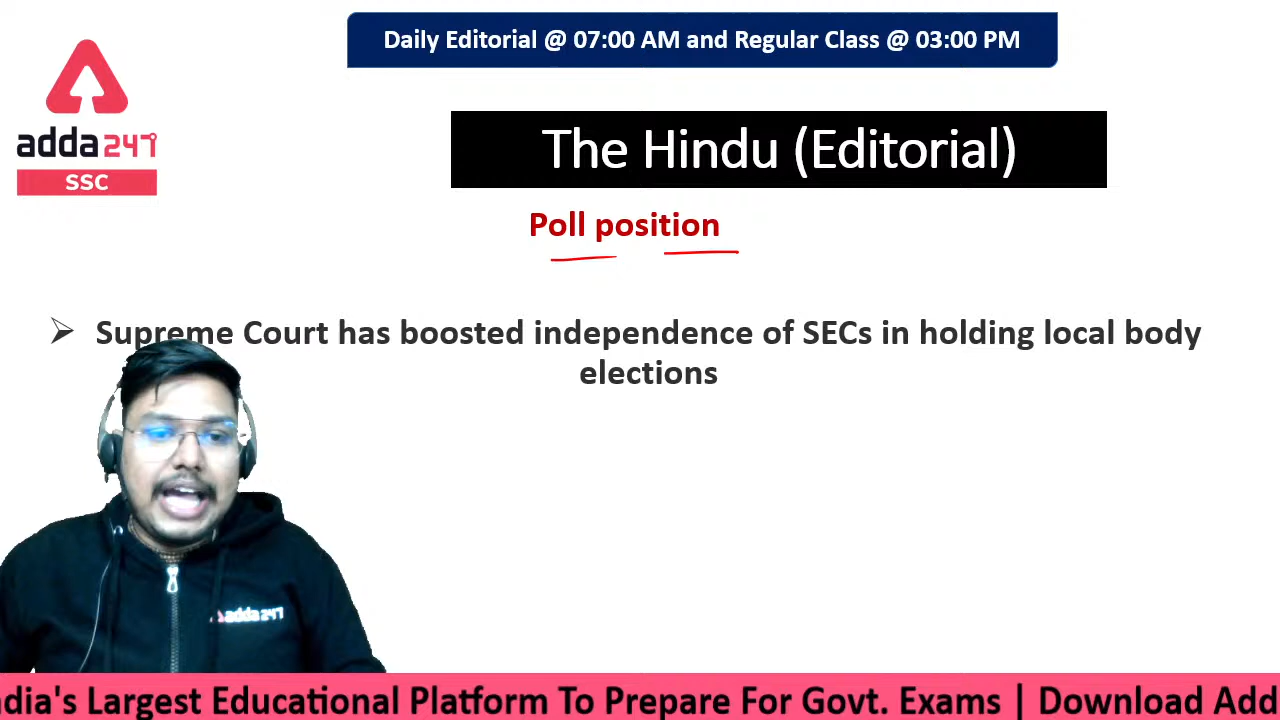 Daily Editorial @ 07:00 AM and Regular Class @ 03:00 PM
adda247
SSC
The Hindu (Editorial)
Poll position
Supreme Court has boosted independence of SECs in holding local body
elections
adda247
India's Largest Educational Platform To Prepare For Govt. Exams | Download Add